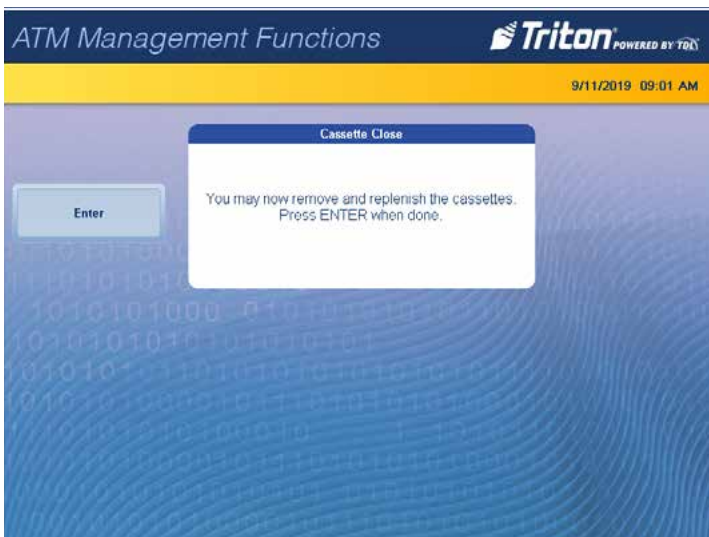 ATM Management Functions
Triton POWERED BY TDL
9/11/2019 09:01 AM
Cassette Close
You may now remove and replenish the cassettes.
Press ENTER when done.
Enter